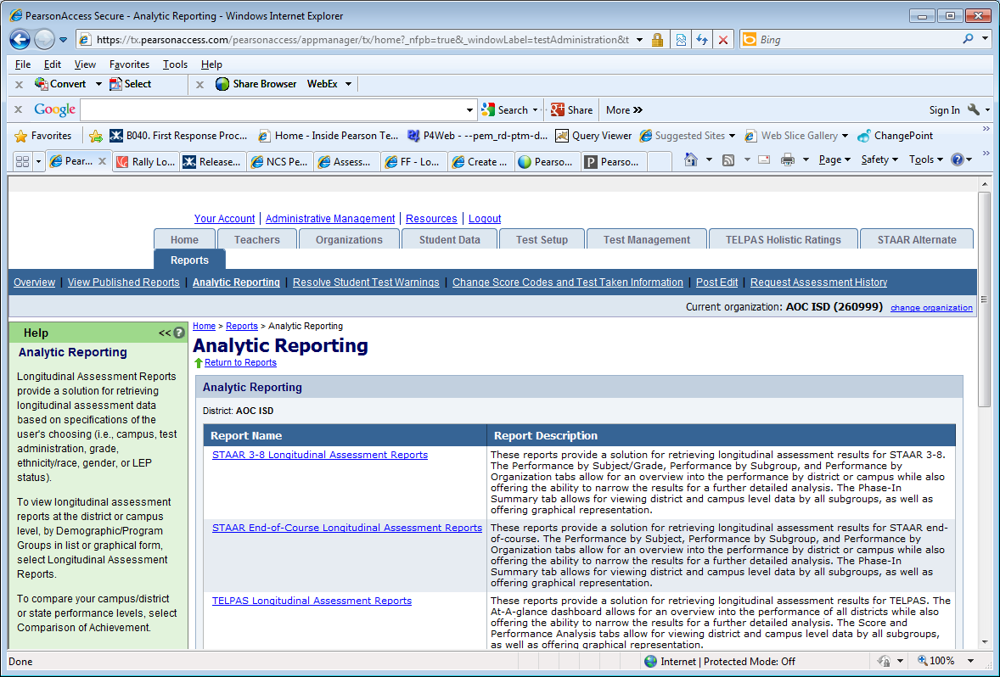 PearsonAccess Secure - Analytic Reporting - Windows Internet Explorer
https://tx.pearsonaccess.com/pearsonaccess/appmanager/tx/home?_nfpb=true&_windowLabel=testAdministration&t
Bing
File Edit View Favorites Tools Help
x Convert Select x Share Browser WebEx
x Google Search Share More >> Sign In
Favorites B040. First Response Proc... Home - Inside Pearson Te... P4Web - --pem_rd-ptm-d... Query Viewer Suggested Sites Web Slice Gallery ChangePoint >>
Pear... x Rally Lo... Release... NCS Pe... Assess... FF - Lo... Create ... Pearso... P Pearso... Page Safety Tools >>
Your Account | Administrative Management | Resources | Logout
Home Teachers Organizations Student Data Test Setup Test Management TELPAS Holistic Ratings STAAR Alternate
Reports
Overview | View Published Reports | Analytic Reporting | Resolve Student Test Warnings | Change Score Codes and Test Taken Information | Post Edit | Request Assessment History
Current organization: AOC ISD (260999) change organization
Help <<?
Analytic Reporting
Longitudinal Assessment Reports
provide a solution for retrieving
longitudinal assessment data
based on specifications of the
user's choosing (i.e., campus, test
administration, grade,
ethnicity/race, gender, or LEP
status).
To view longitudinal assessment
reports at the district or campus
level, by Demographic/Program
Groups in list or graphical form,
select Longitudinal Assessment
Reports.
To compare your campus/district
or state performance levels, select
Comparison of Achievement.
Home > Reports > Analytic Reporting
Analytic Reporting
Return to Reports
Analytic Reporting
District: AOC ISD
Report Name Report Description
STAAR 3-8 Longitudinal Assessment Reports
These reports provide a solution for retrieving longitudinal assessment results for STAAR 3-8.
The Performance by Subject/Grade, Performance by Subgroup, and Performance by
Organization tabs allow for an overview into the performance by district or campus while also
offering the ability to narrow the results for a further detailed analysis. The Phase-In
Summary tab allows for viewing district and campus level data by all subgroups, as well as
offering graphical representation.
STAAR End-of-Course Longitudinal Assessment Reports
These reports provide a solution for retrieving longitudinal assessment results for STAAR end-
of-course. The Performance by Subject, Performance by Subgroup, and Performance by
Organization tabs allow for an overview into the performance by district or campus while also
offering the ability to narrow the results for a further detailed analysis. The Phase-In
Summary tab allows for viewing district and campus level data by all subgroups, as well as
offering graphical representation.
TELPAS Longitudinal Assessment Reports
These reports provide a solution for retrieving longitudinal assessment results for TELPAS. The
At-A-glance dashboard allows for an overview into the performance of all districts while also
offering the ability to narrow the results for a further detailed analysis. The Score and
Performance Analysis tabs allow for viewing district and campus level data by all subgroups,
as well as offering graphical representation.
Done Internet | Protected Mode: Off 100%